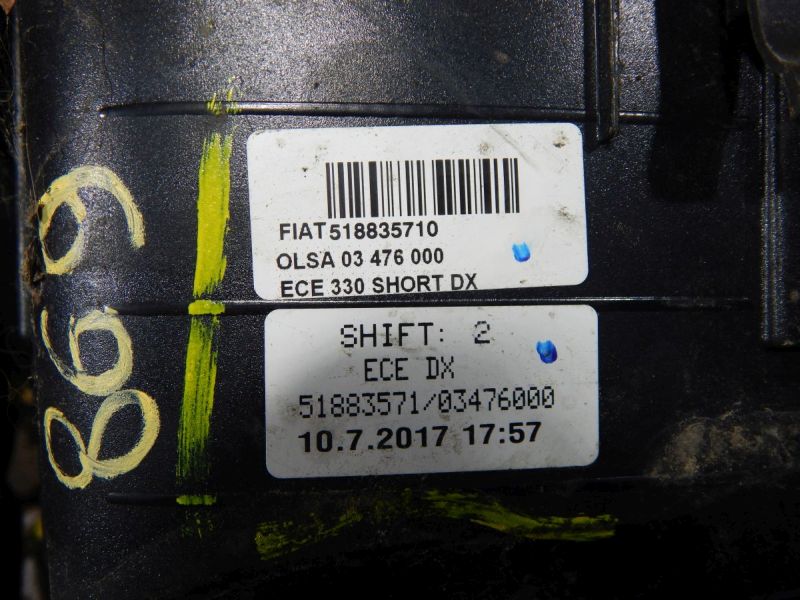 FIAT518835710
OLSA 03 476 000
ECE 330 SHORT DX
SHIFT: 2
ECE DX
51883571/03476000
10.7.2017 17:57
869